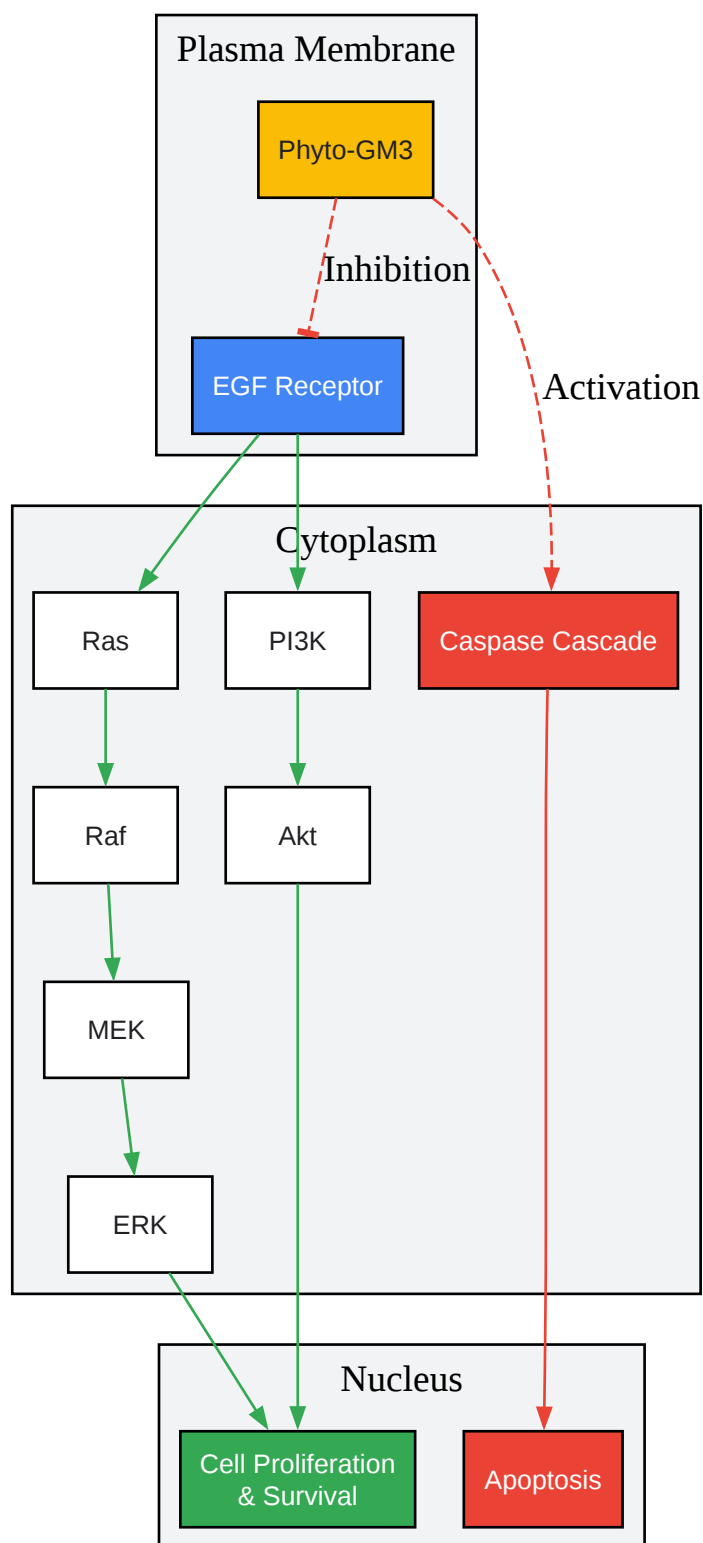 Plasma Membrane
Phyto-GM3
Inhibition
EGF Receptor
Activation
Cytoplasm
Ras
PI3K
Caspase Cascade
Raf
Akt
MEK
ERK
Nucleus
Cell Proliferation
& Survival
Apoptosis